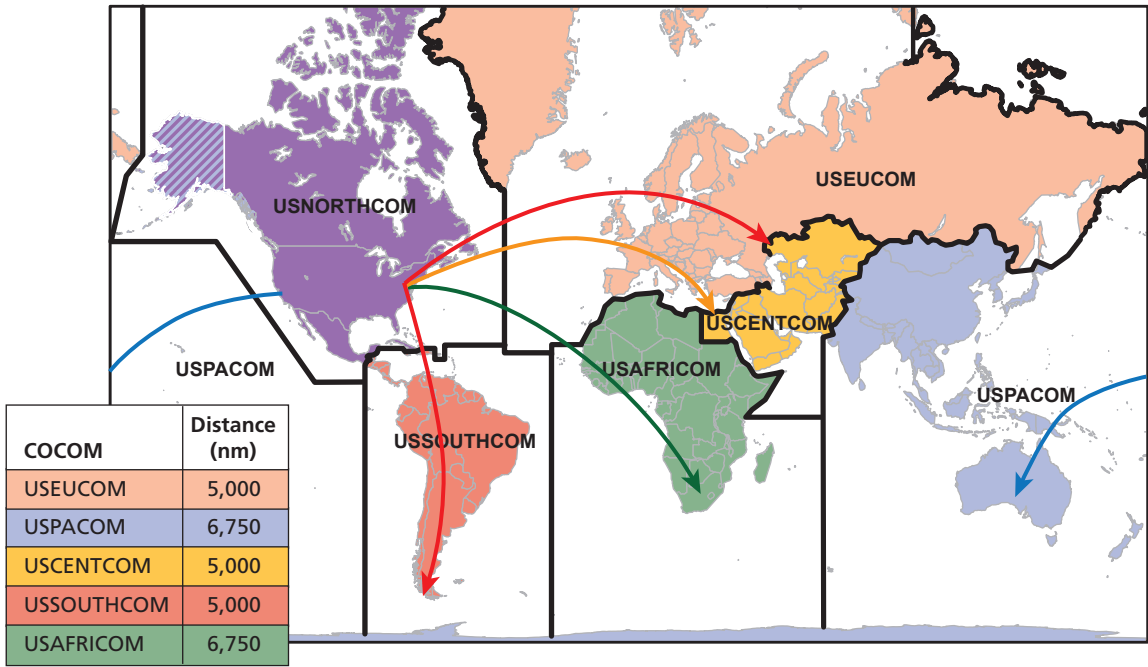 USEUCOM
USNORTHCOM
USCENTCOM
USPACOM
USAFRICOM
USPACOM
USSOUTHCOM
COCOM Distance (nm)
USEUCOM 5,000
USPACOM 6,750
USCENTCOM 5,000
USSOUTHCOM 5,000
USAFRICOM 6,750